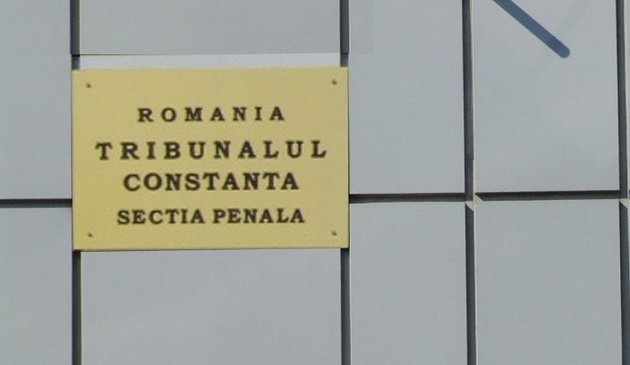 ROMANIA
TRIBUNALUL
CONSTANTA
SECTIA PENALA